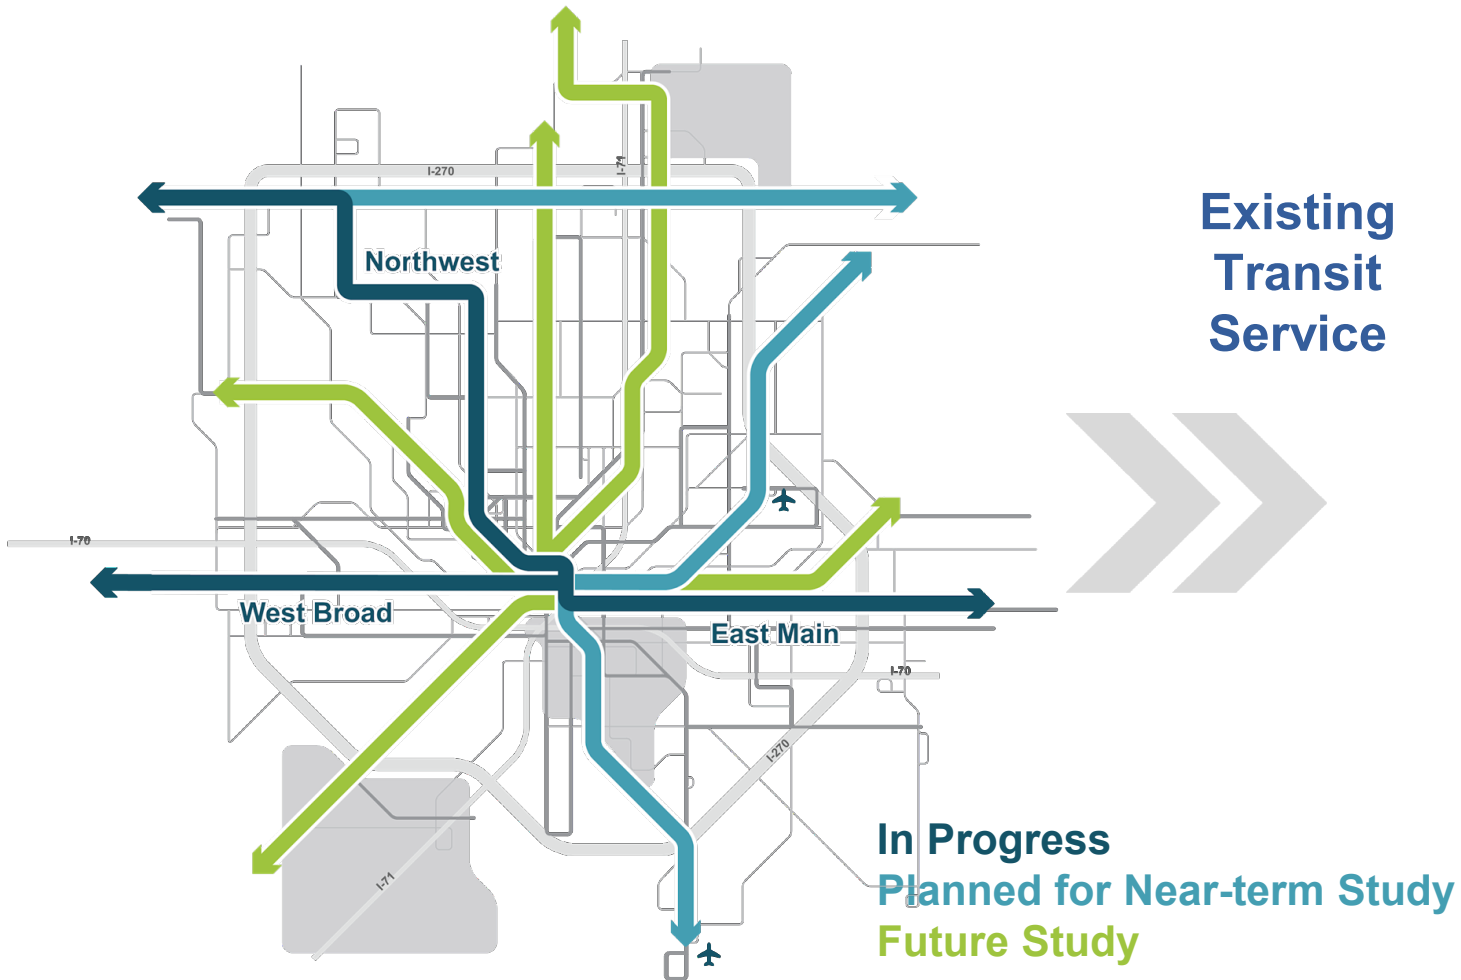 I-270
I-71
Northwest
Existing
Transit
Service
I-70
West Broad
East Main
I-70
I-270
I-71
In Progress
Planned for Near-term Study
Future Study